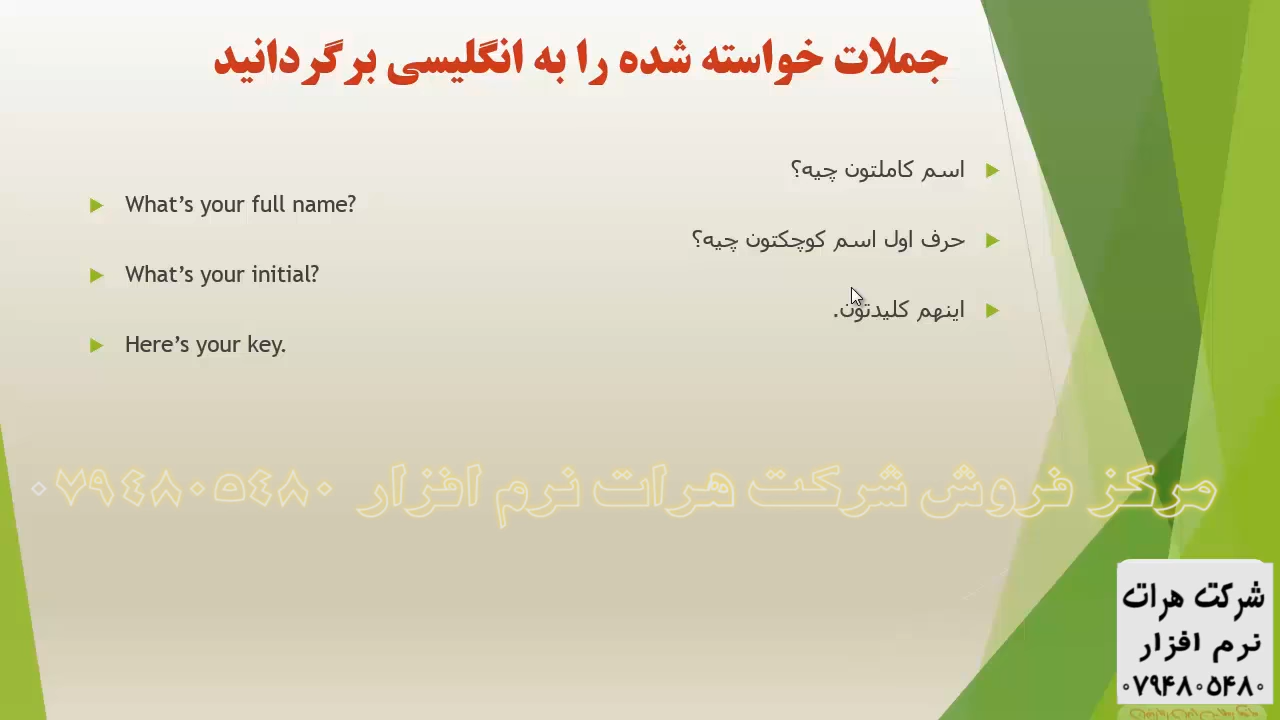 جملات خواسته شده را به انگلیسی برگردانید
اسم کاملتون چیه؟
What's your full name?
حرف اول اسم کوچکتون چیه؟
What's your initial?
اینهم کلیدتون.
Here's your key.
مرکز فروش شرکت هرات نرم افزار ۰۷۹٤٨۰٥٤٨۰
شرکت هرات
نرم افزار
۰۷۹۴۸۰۵۴۸۰